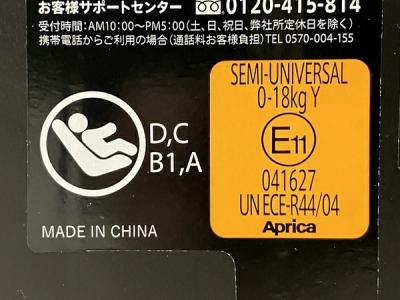 お客様サポートセンター 0120-415-814
受付時間：AM10:00～PM5:00(土、日、祝日、弊社所定休日を除く)
携帯電話からご利用の場合（通話料お客様負担）TEL 0570-004-155
D,C
B1,A
MADE IN CHINA
SEMI-UNIVERSAL
0-18kg Y
E11
041627
UN ECE-R44/04
Aprica